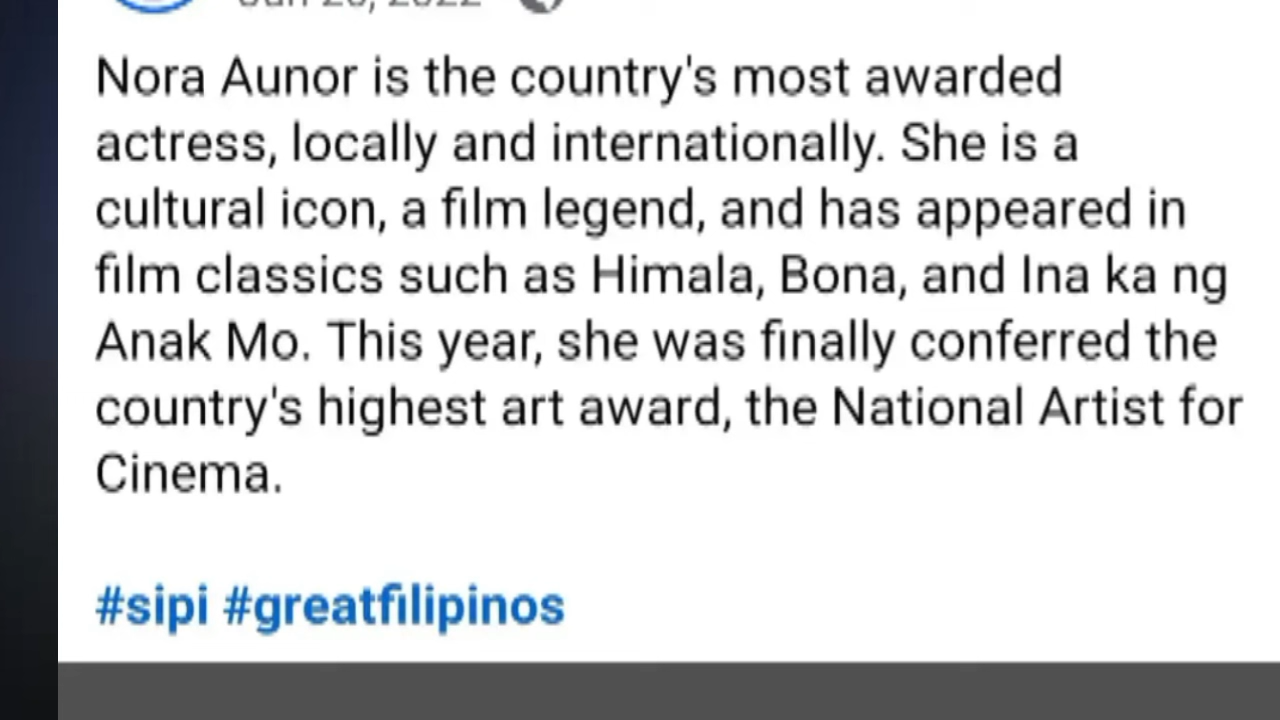 Nora Aunor is the country's most awarded
actress, locally and internationally. She is a
cultural icon, a film legend, and has appeared in
film classics such as Himala, Bona, and Ina ka ng
Anak Mo. This year, she was finally conferred the
country's highest art award, the National Artist for
Cinema.
#sipi #greatfilipinos